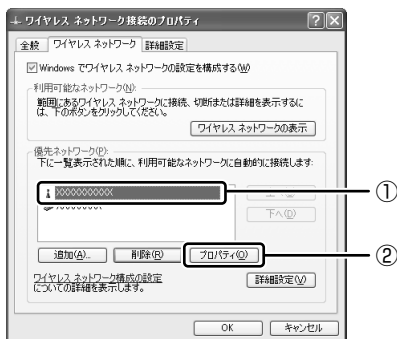 ワイヤレス ネットワーク接続のプロパティ
全般 ワイヤレス ネットワーク 詳細設定
Windows でワイヤレス ネットワークの設定を構成する(W)
利用可能なネットワーク(N):
範囲にあるワイヤレス ネットワークに接続、切断または詳細を表示するに
は、下のボタンをクリックしてください。
ワイヤレス ネットワークの表示
優先ネットワーク(P):
下に一覧表示された順に、利用可能なネットワークに自動的に接続します:
XXXXXXXXXX
①
下へ(D)
追加(A)... 削除(R) プロパティ(O)
②
ワイヤレス ネットワーク構成の設定
についての詳細を表示します。
詳細設定(V)
OK キャンセル